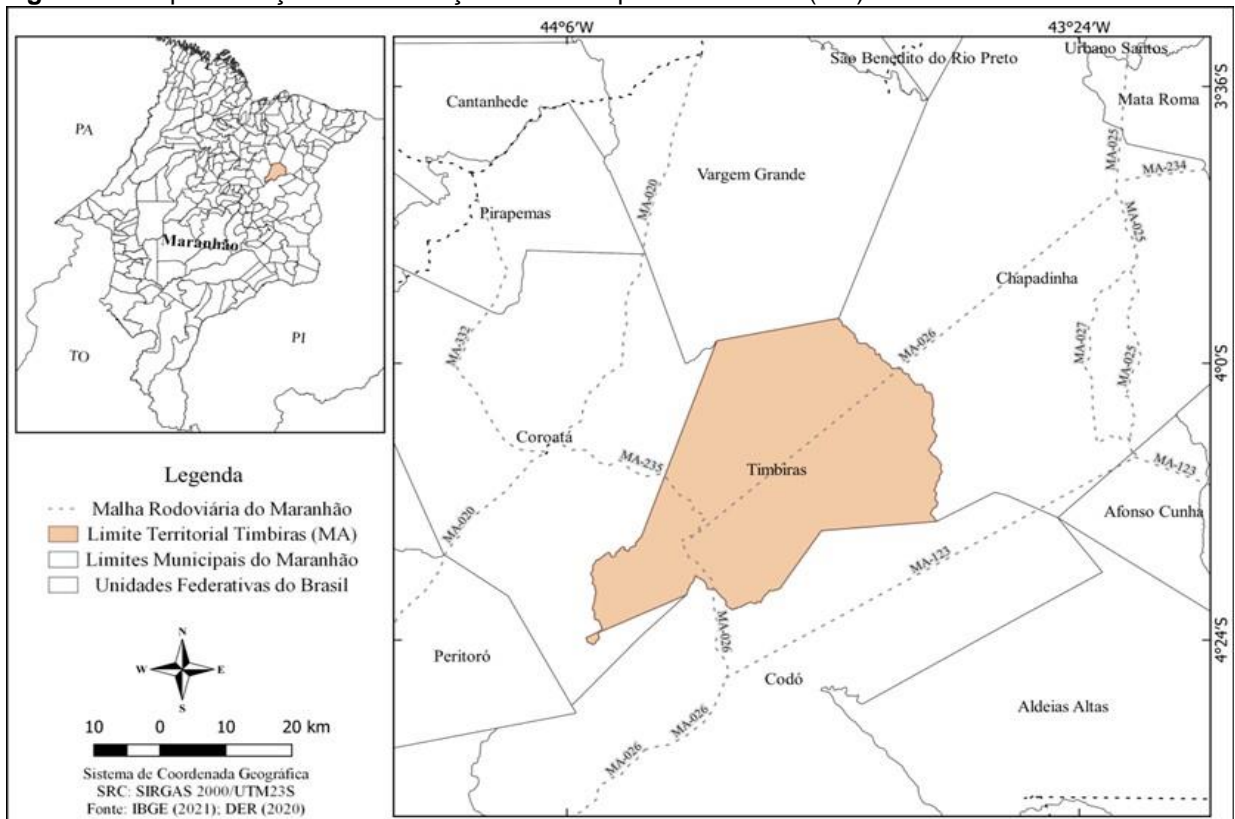 44°6'W
43°24'W
PA
Maranhão
TO
PI
Cantanhede
São Benedito do Rio Preto
Urbano Santos
3°36'S
Mata Roma
MA-025
MA-234
Vargem Grande
MA-020
Pirapemas
MA-025
Chapadinha
MA-332
MA-026
MA-027
MA-025
4°0'S
Coroatá
MA-235
Timbiras
MA-123
Afonso Cunha
MA-020
MA-123
MA-026
4°24'S
Peritoró
Codó
Aldeias Altas
MA-026
MA-026
Legenda
Malha Rodoviária do Maranhão
Limite Territorial Timbiras (MA)
Limites Municipais do Maranhão
Unidades Federativas do Brasil
N
W E
S
10 0 10 20 km
Sistema de Coordenada Geográfica
SRC: SIRGAS 2000/UTM23S
Fonte: IBGE (2021); DER (2020)